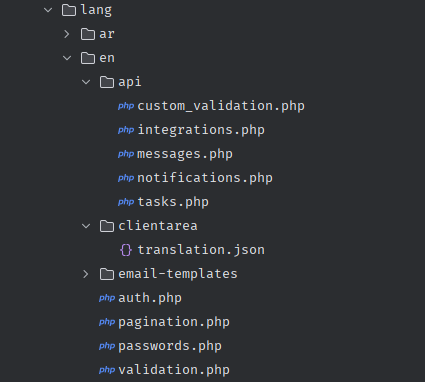 lang
ar
en
api
php custom_validation.php
php integrations.php
php messages.php
php notifications.php
php tasks.php
clientarea
{} translation.json
email-templates
php auth.php
php pagination.php
php passwords.php
php validation.php